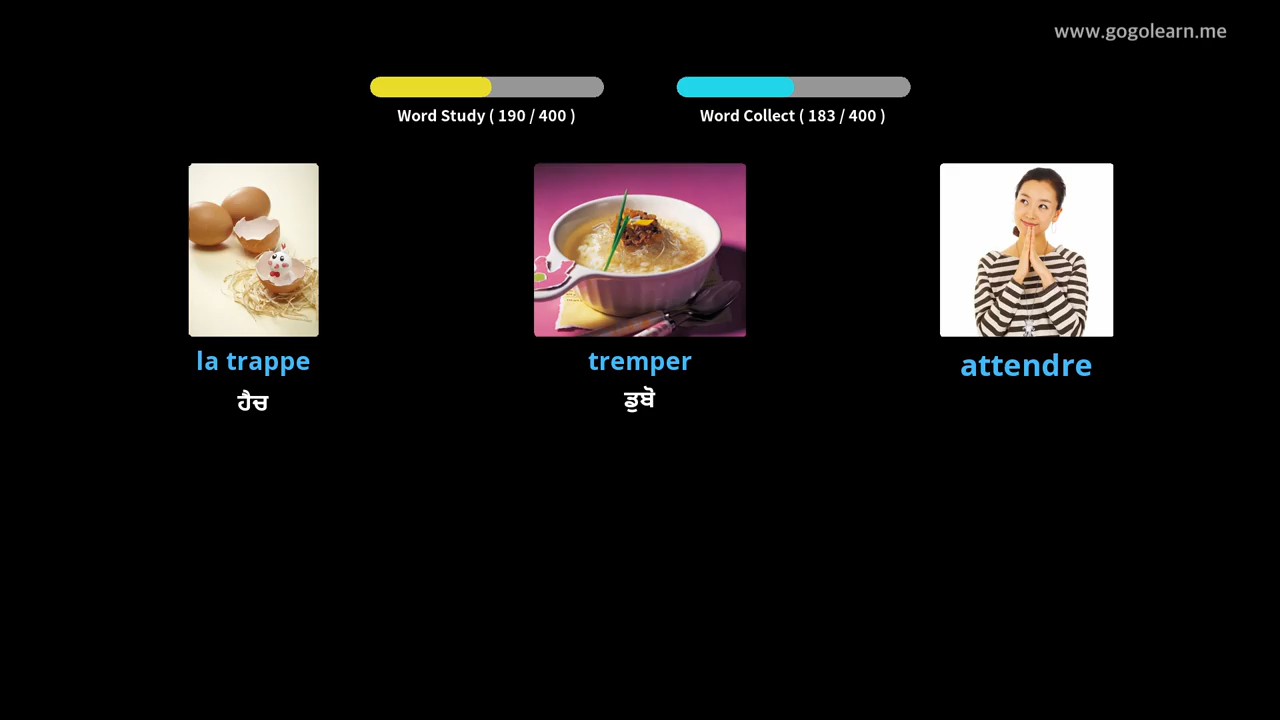 www.gogolearn.me
Word Study ( 190 / 400 )
Word Collect ( 183 / 400 )
la trappe
ਹੈਚ
tremper
ਡੁਬੋ
attendre